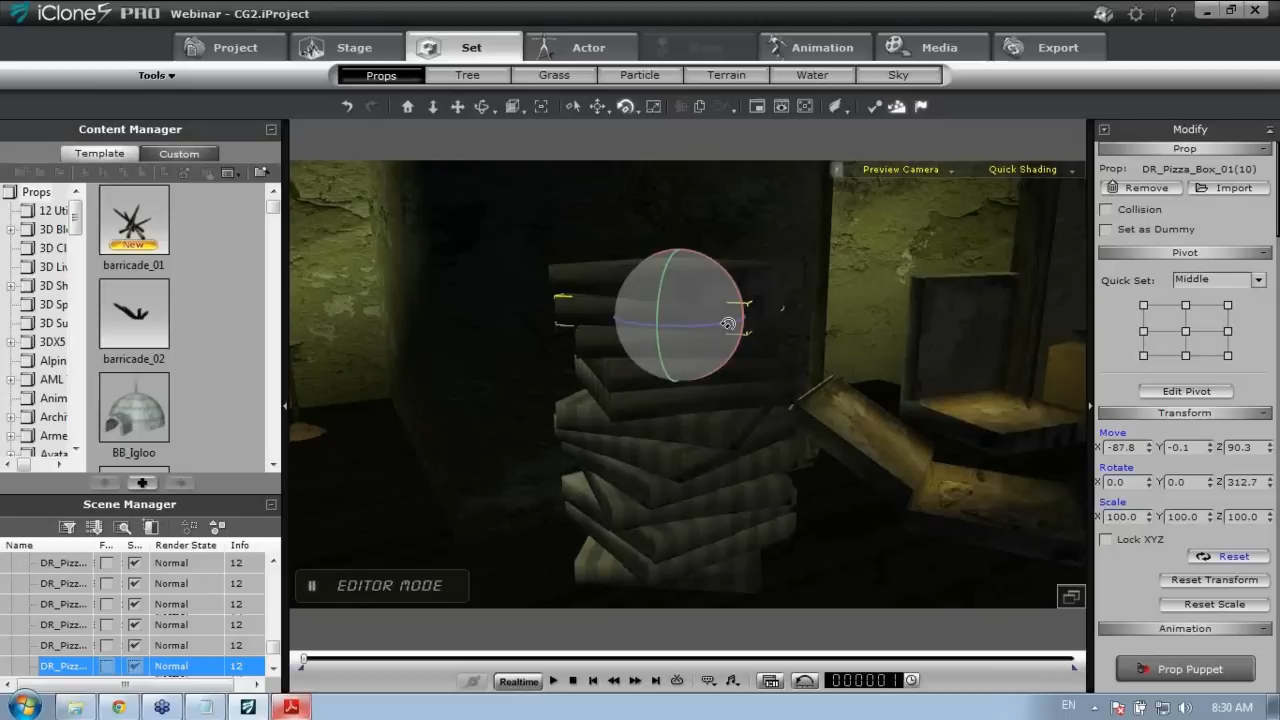 iClone5 PRO Webinar - CG2.iProject
Project Stage Set Actor Animation Media Export
Tools
Props Tree Grass Particle Terrain Water Sky
Content Manager
Template Custom
Props
12 Uti
3D Bl
3D Cl
3D Liv
3D Sh
3D Sp
3D Su
3DX5
Alpin
AML
Anim
Archi
Arme
Avata
New
barricade_01
barricade_02
BB_Igloo
Scene Manager
Name F... S... Render State Info
DR_Pizz... Normal 12
DR_Pizz... Normal 12
DR_Pizz... Normal 12
DR_Pizz... Normal 12
DR_Pizz... Normal 12
DR_Pizz... Normal 12
Preview Camera Quick Shading
EDITOR MODE
Realtime
000001
Modify
Prop
Prop: DR_Pizza_Box_01(10)
Remove Import
Collision
Set as Dummy
Pivot
Quick Set: Middle
Edit Pivot
Transform
Move
X -87.8 Y -0.1 Z 90.3
Rotate
X 0.0 Y 0.0 Z 312.7
Scale
X 100.0 Y 100.0 Z 100.0
Lock XYZ
Reset
Reset Transform
Reset Scale
Animation
Prop Puppet
EN 8:30 AM